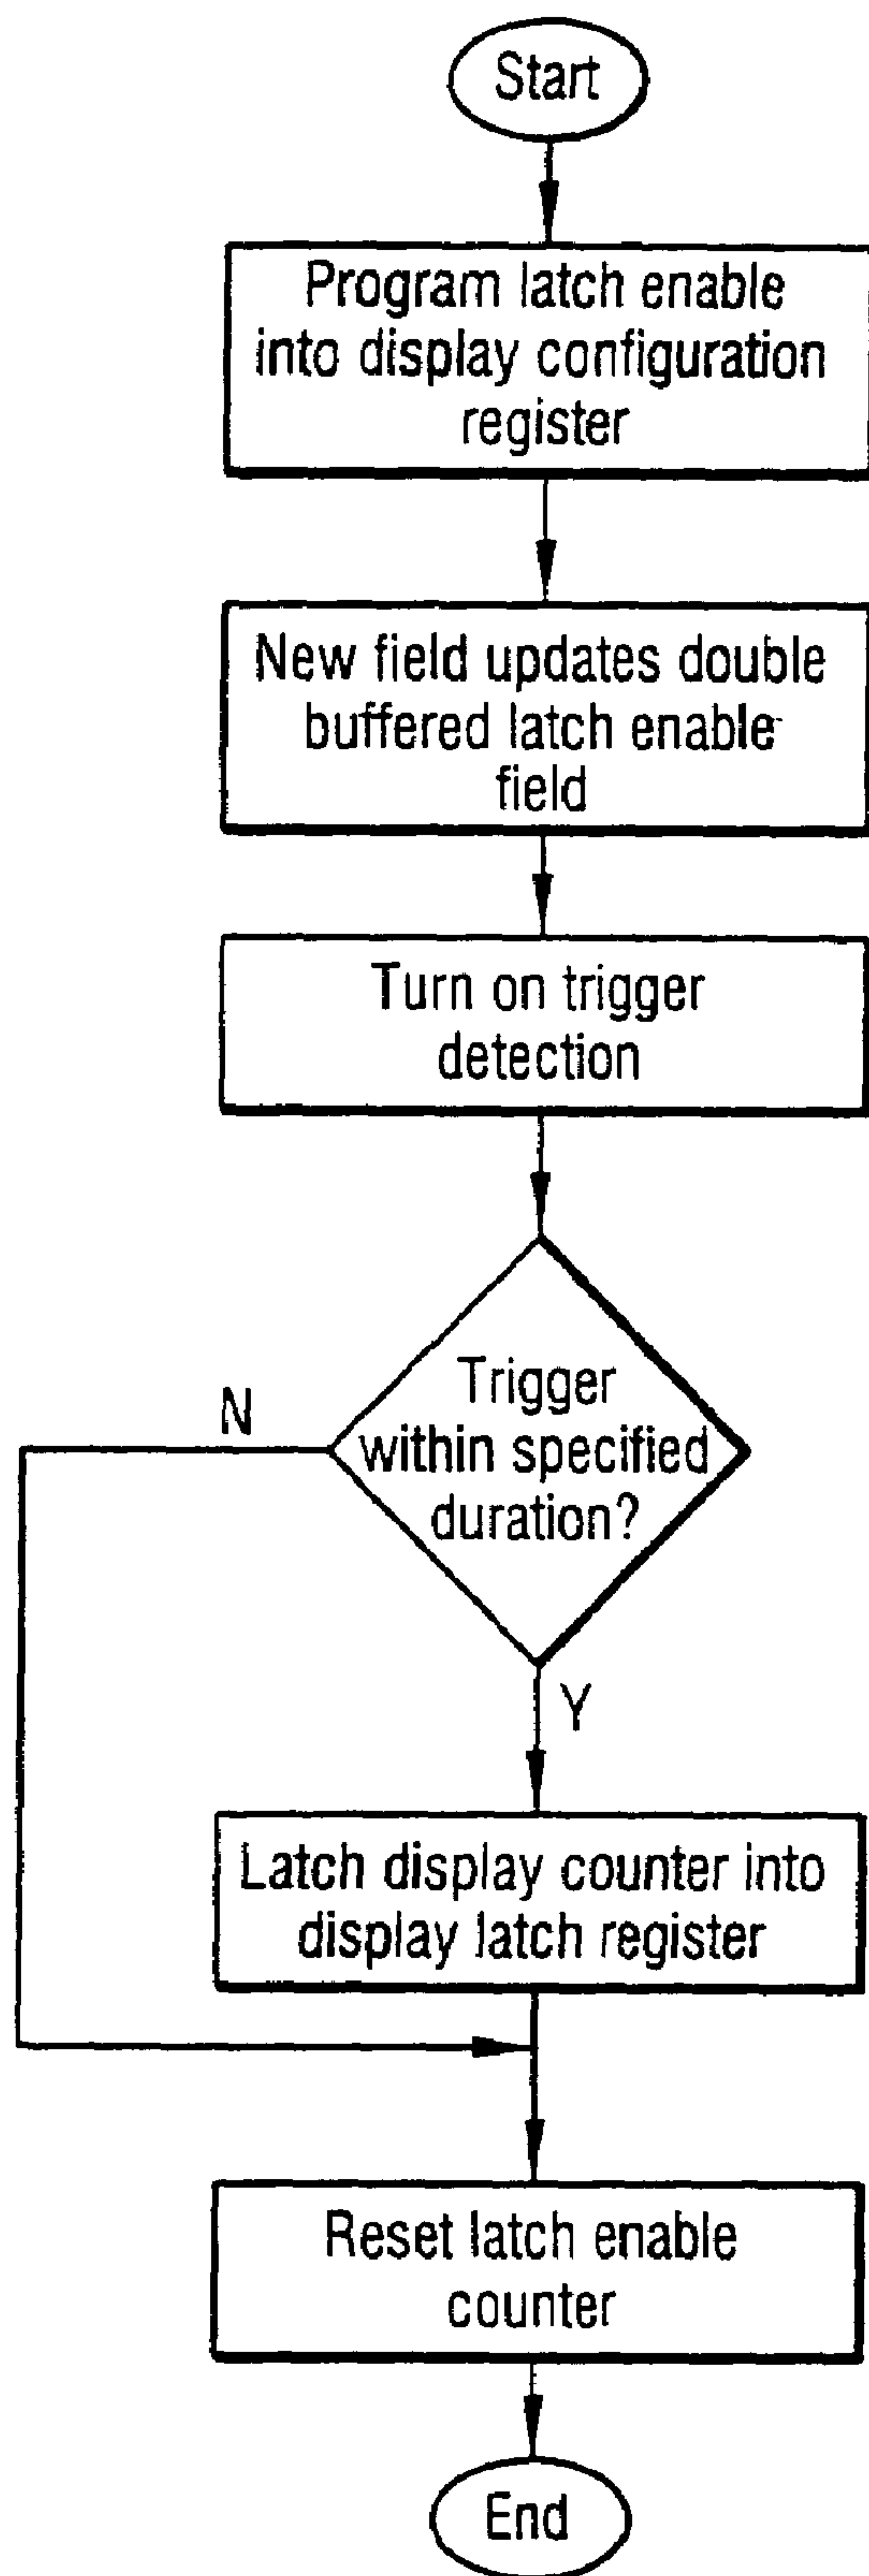 Start
Program latch enable
into display configuration
register
New field updates double
buffered latch enable
field
Turn on trigger
detection
Trigger
within specified
duration?
N
Y
Latch display counter into
display latch register
Reset latch enable
counter
End